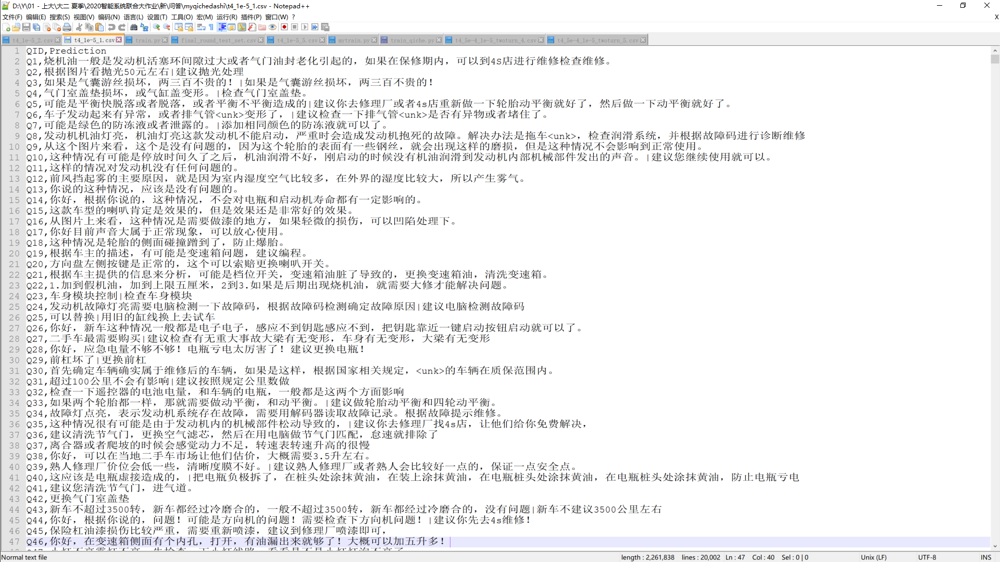 D:\Y\01 - 上大\大二 夏季\2020智能系统联合大作业\新\问答\myqichedashi\t4_1e-5_1.csv - Notepad++
文件(F) 编辑(E) 搜索(S) 视图(V) 编码(N) 语言(L) 设置(T) 工具(O) 宏(M) 运行(R) 插件(P) 窗口(W) ? X
t4_1e-5_2.csv t4_1e-5_1.csv train.py final_round_test_set.csv t4_1e-5_5.csv mytrain.py train_qiche.py t4_5e-4_1e-5_twoturn_4.csv t4_5e-4_1e-5_twoturn_5.csv
1 QID,Prediction
2 Q1,烧机油一般是发动机活塞环间隙过大或者气门油封老化引起的，如果在保修期内，可以到4s店进行维修检查维修。
3 Q2,根据图片看抛光50元左右|建议抛光处理
4 Q3,如果是气囊游丝损坏，两三百不贵的！|如果是气囊游丝损坏，两三百不贵的！
5 Q4,气门室盖垫损坏，或气缸盖变形。|检查气门室盖垫。
6 Q5,可能是平衡快脱落或者脱落，或者平衡不平衡造成的|建议你去修理厂或者4s店重新做一下轮胎动平衡就好了，然后做一下动平衡就好了。
7 Q6,车子发动起来有异常，或者排气管<unk>变形了，|建议检查一下排气管<unk>是否有异物或者堵住了。
8 Q7,可能是绿色的防冻液或者泄露的。|添加相同颜色的防冻液就可以了。
9 Q8,发动机机油灯亮，机油灯亮这款发动机不能启动，严重时会造成发动机抱死的故障。解决办法是拖车<unk>，检查润滑系统，并根据故障码进行诊断维修
10 Q9,从这个图片来看，这个是没有问题的，因为这个轮胎的表面有一些钢丝，就会出现这样的磨损，但是这种情况不会影响到正常使用。
11 Q10,这种情况有可能是停放时间久了之后，机油润滑不好，刚启动的时候没有机油润滑到发动机内部机械部件发出的声音。|建议您继续使用就可以。
12 Q11,这样的情况对发动机没有任何问题的。
13 Q12,前风挡起雾的主要原因，就是因为室内湿度空气比较多，在外界的湿度比较大，所以产生雾气。
14 Q13,你说的这种情况，应该是没有问题的。
15 Q14,你好，根据你说的，这种情况，不会对电瓶和启动机寿命都有一定影响的。
16 Q15,这款车型的喇叭肯定是效果的，但是效果还是非常好的效果。
17 Q16,从图片上来看，这种情况是需要做漆的地方，如果轻微的损伤，可以凹陷处理下。
18 Q17,你好目前声音大属于正常现象，可以放心使用。
19 Q18,这种情况是轮胎的侧面碰撞蹭到了，防止爆胎。
20 Q19,根据车主的描述，有可能是变速箱问题，建议编程。
21 Q20,方向盘左侧按键是正常的，这个可以索赔更换喇叭开关。
22 Q21,根据车主提供的信息来分析，可能是档位开关，变速箱油脏了导致的，更换变速箱油，清洗变速箱。
23 Q22,1.加到假机油，加到上限五厘米，2到3.如果是后期出现烧机油，就需要大修才能解决问题。
24 Q23,车身模块控制|检查车身模块
25 Q24,发动机故障灯亮需要电脑检测一下故障码，根据故障码检测确定故障原因|建议电脑检测故障码
26 Q25,可以替换|用旧的缸线换上去试车
27 Q26,你好，新车这种情况一般都是电子电子，感应不到钥匙感应不到，把钥匙靠近一键启动按钮启动就可以了。
28 Q27,二手车最需要购买|建议检查有无重大事故大梁有无变形，车身有无变形，大梁有无变形
29 Q28,你好，应急电量不够不够！电瓶亏电太厉害了！建议更换电瓶！
30 Q29,前杠坏了|更换前杠
31 Q30,首先确定车辆确实属于维修后的车辆，如果是这样，根据国家相关规定，<unk>的车辆在质保范围内。
32 Q31,超过100公里不会有影响|建议按照规定公里数做
33 Q32,检查一下遥控器的电池电量，和车辆的电瓶，一般都是这两个方面影响
34 Q33,如果两个轮胎都一样，那就需要做动平衡，和动平衡。|建议做轮胎动平衡和四轮动平衡。
35 Q34,故障灯点亮，表示发动机系统存在故障，需要用解码器读取故障记录。根据故障提示维修。
36 Q35,这种情况很有可能是由于发动机内的机械部件松动导致的，|建议你去修理厂找4s店，让他们给你免费解决，
37 Q36,建议清洗节气门，更换空气滤芯，然后在用电脑做节气门匹配，怠速就排除了
38 Q37,离合器或者爬坡的时候会感觉动力不足，转速表转速升高的很慢
39 Q38,你好，可以在当地二手车市场让他们估价，大概需要3.5升左右。
40 Q39,熟人修理厂价位会低一些，清晰度膜不好。|建议熟人修理厂或者熟人会比较好一点的，保证一点安全点。
41 Q40,这应该是电瓶虚接造成的，|把电瓶负极拆了，在桩头处涂抹黄油，在装上涂抹黄油，在电瓶桩头处涂抹黄油，在电瓶桩头处涂抹黄油，防止电瓶亏电
42 Q41,建议您清洗节气门，进气道。
43 Q42,更换气门室盖垫
44 Q43,新车不超过3500转，新车都经过冷磨合的，一般不超过3500转，新车都经过冷磨合的，没有问题|新车不建议3500公里左右
45 Q44,你好，根据你说的，问题！可能是方向机的问题！需要检查下方向机问题！|建议你先去4s维修！
46 Q45,保险杠油漆损伤比较严重，需要重新喷漆，建议到修理厂喷漆即可，
47 Q46,你好，在变速箱侧面有个内孔，打开，有油漏出来就够了！大概可以加五升多！
Normal text file length : 2,261,838 lines : 20,002 Ln : 47 Col : 40 Sel : 0 | 0 Unix (LF) UTF-8 INS